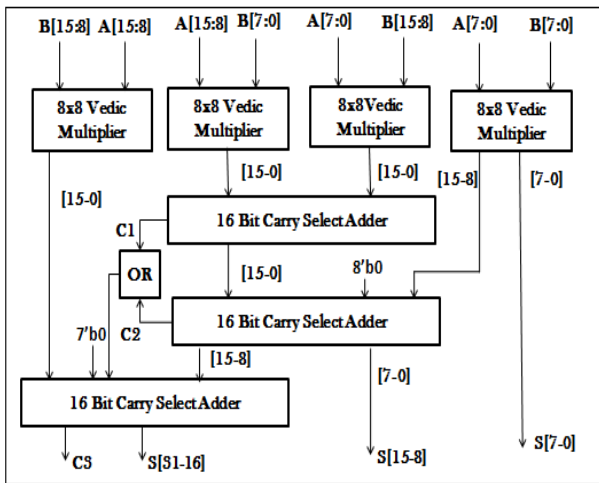 B[15:8] A[15:8] A[15:8] B[7:0] A[7:0] B[15:8] A[7:0] B[7:0]
8x8 Vedic Multiplier
8x8 Vedic Multiplier
8x8Vedic Multiplier
8x8 Vedic Multiplier
[15-0] [15-0] [15-0] [15-8] [7-0]
16 Bit Carry Select Adder
C1
OR
[15-0]
8'b0
16 Bit Carry Select Adder
7'b0
C2
[15-8]
[7-0]
16 Bit Carry Select Adder
C3
S[31-16]
S[15-8]
S[7-0]